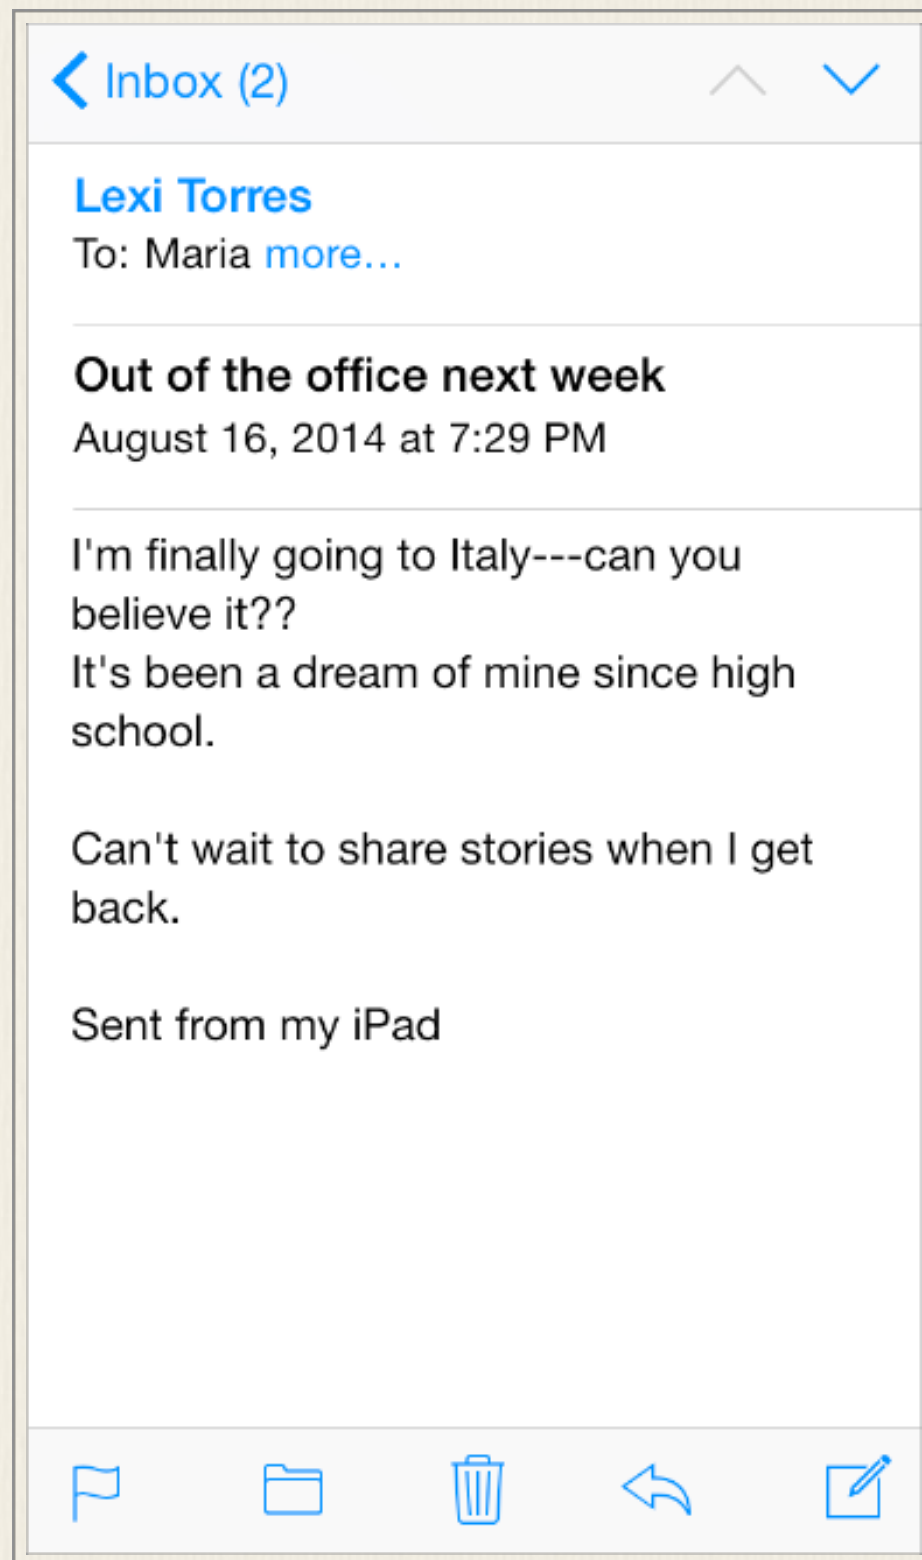 Inbox (2)
Lexi Torres
To: Maria more...
Out of the office next week
August 16, 2014 at 7:29 PM
I'm finally going to Italy---can you
believe it??
It's been a dream of mine since high
school.
Can't wait to share stories when I get
back.
Sent from my iPad